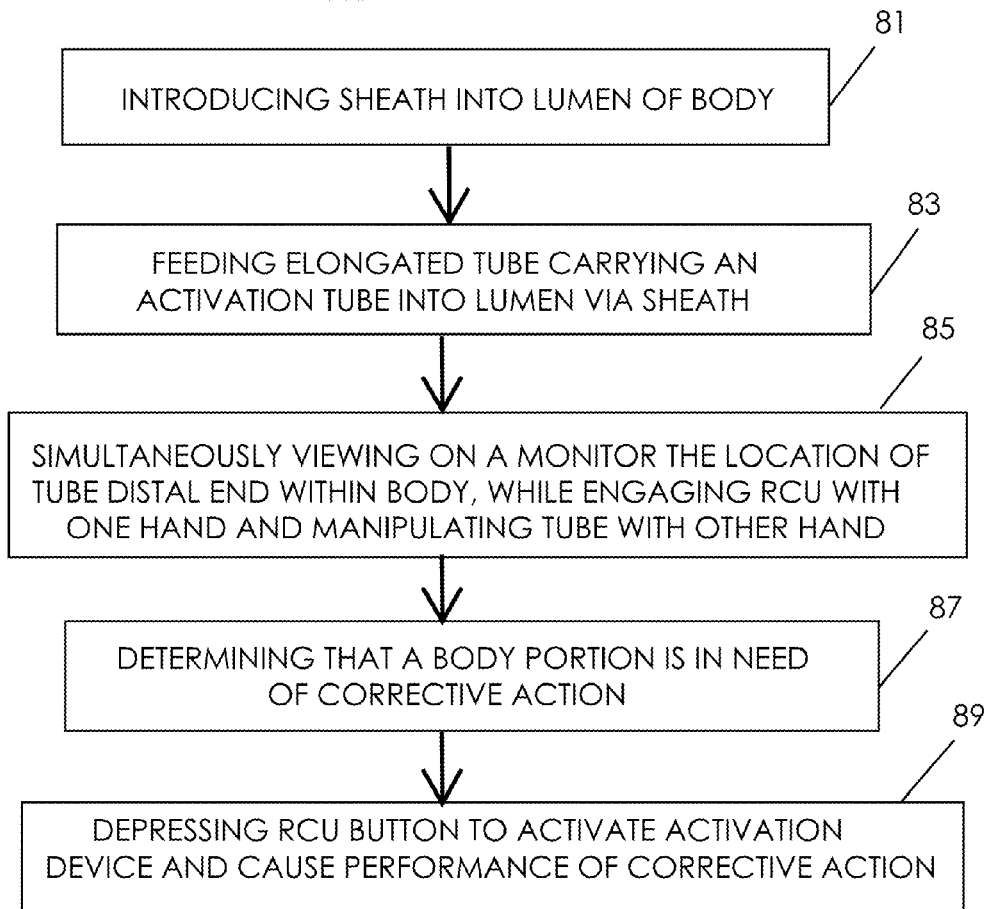 81
INTRODUCING SHEATH INTO LUMEN OF BODY
83
FEEDING ELONGATED TUBE CARRYING AN
ACTIVATION TUBE INTO LUMEN VIA SHEATH
85
SIMULTANEOUSLY VIEWING ON A MONITOR THE LOCATION OF
TUBE DISTAL END WITHIN BODY, WHILE ENGAGING RCU WITH
ONE HAND AND MANIPULATING TUBE WITH OTHER HAND
87
DETERMINING THAT A BODY PORTION IS IN NEED
OF CORRECTIVE ACTION
89
DEPRESSING RCU BUTTON TO ACTIVATE ACTIVATION
DEVICE AND CAUSE PERFORMANCE OF CORRECTIVE ACTION